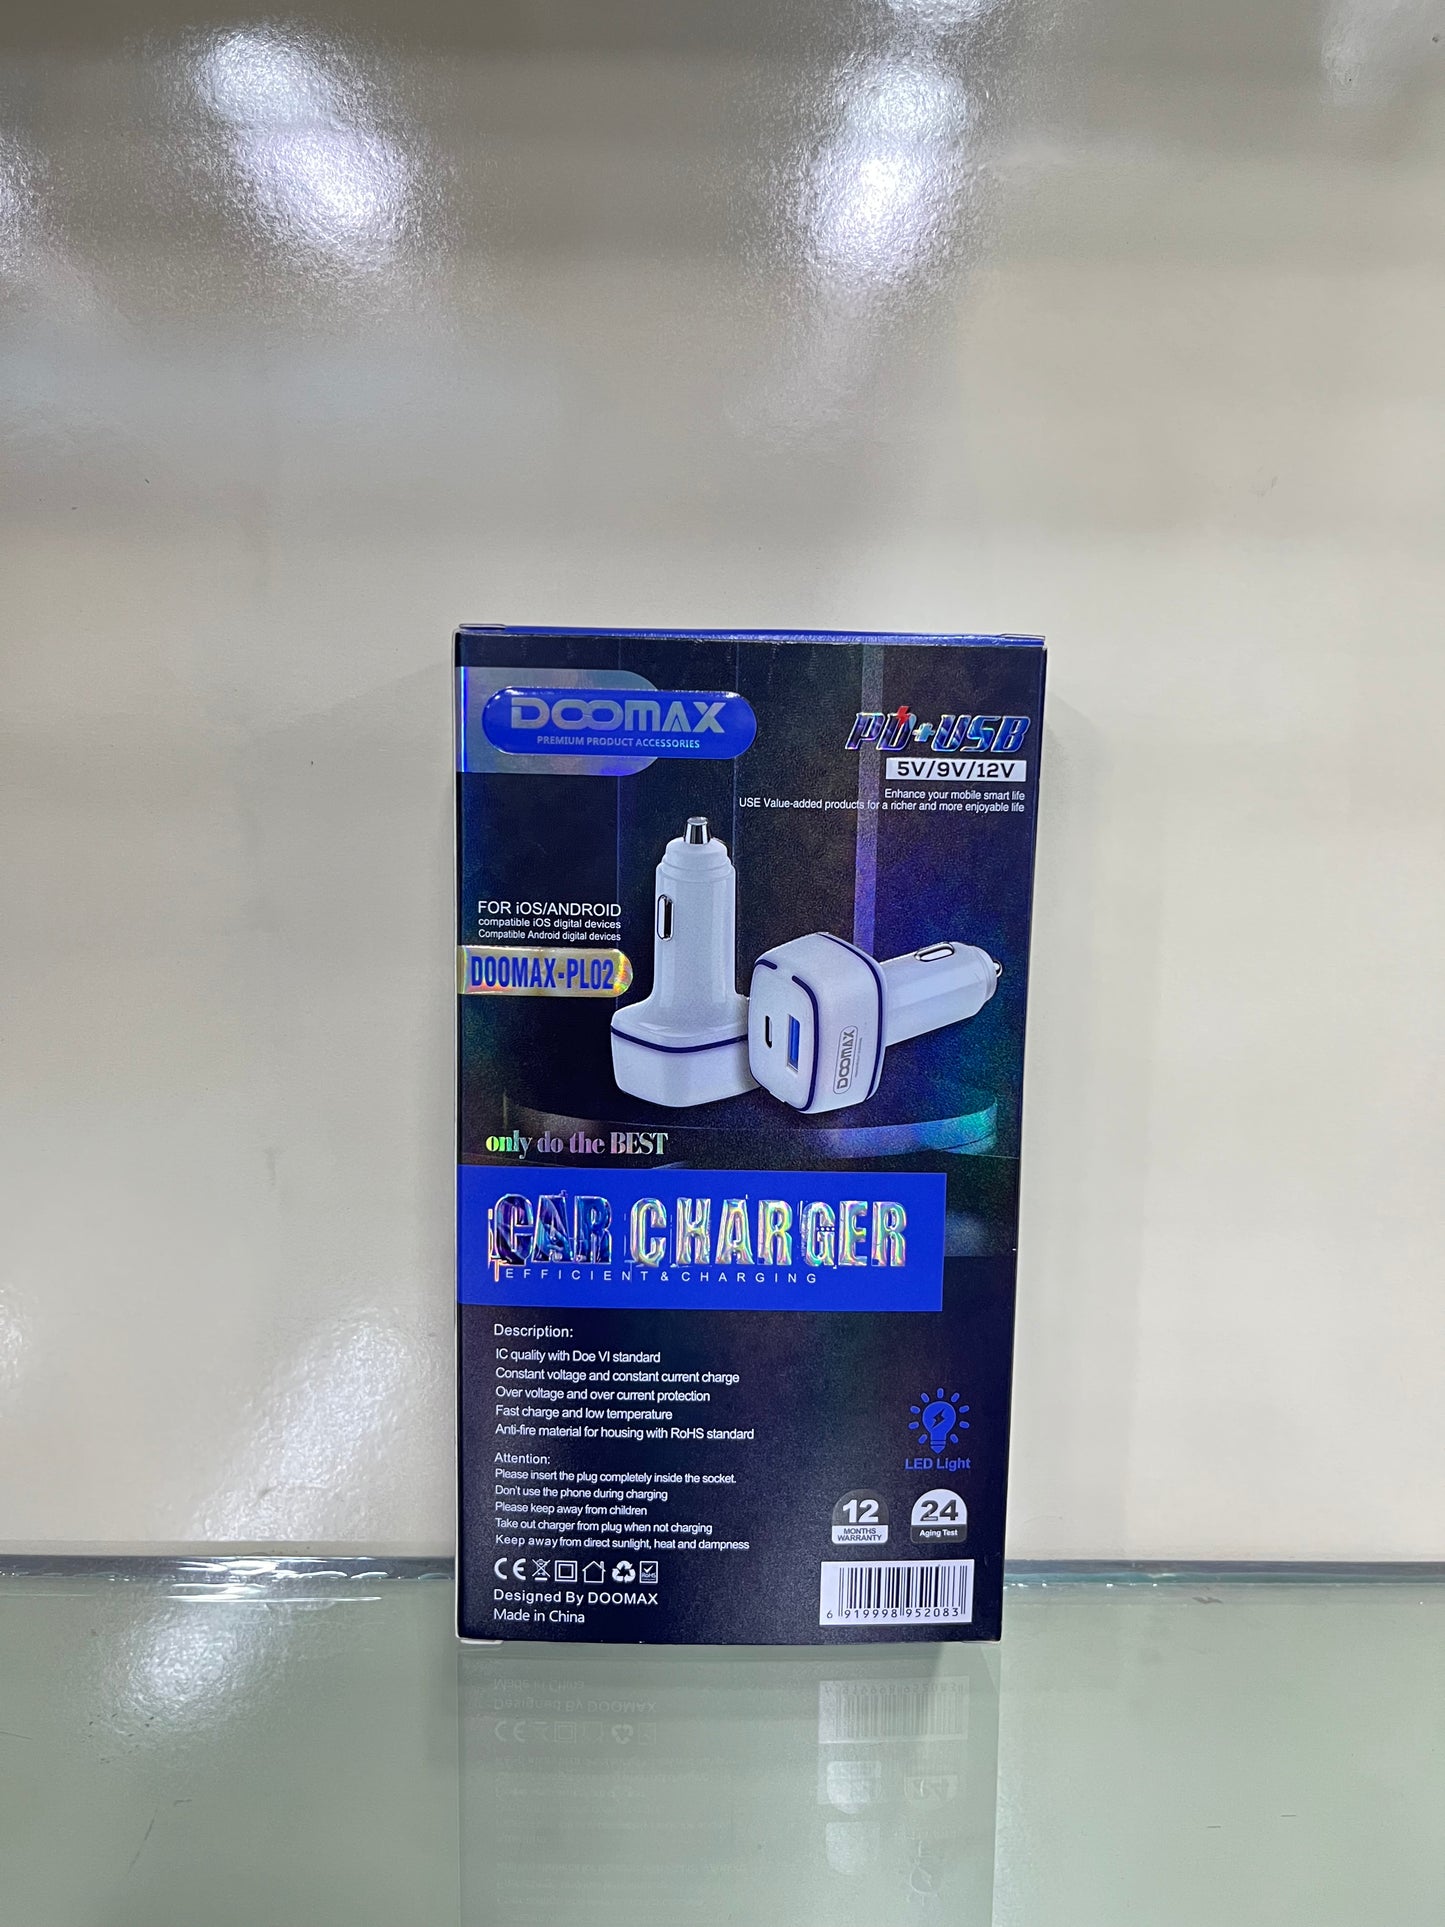 DOOMAX
PREMIUM PRODUCT ACCESSORIES
PD+USB
5V/9V/12V
Enhance your mobile smart life
USE Value-added products for a richer and more enjoyable life
FOR iOS/ANDROID
compatible iOS digital devices
Compatible Android digital devices
DOOMAX-PL02
DOOMAX
only do the BEST
CAR CHARGER
EFFICIENT & CHARGING
Description:
IC quality with Doe VI standard
Constant voltage and constant current charge
Over voltage and over current protection
Fast charge and low temperature
Anti-fire material for housing with RoHS standard
LED Light
Attention:
Please insert the plug completely inside the socket.
Don't use the phone during charging
Please keep away from children
Take out charger from plug when not charging
Keep away from direct sunlight, heat and dampness
12
MONTHS
WARRANTY
24
Aging Test
CE
RoHS
Designed By DOOMAX
Made in China
6 919998 952083